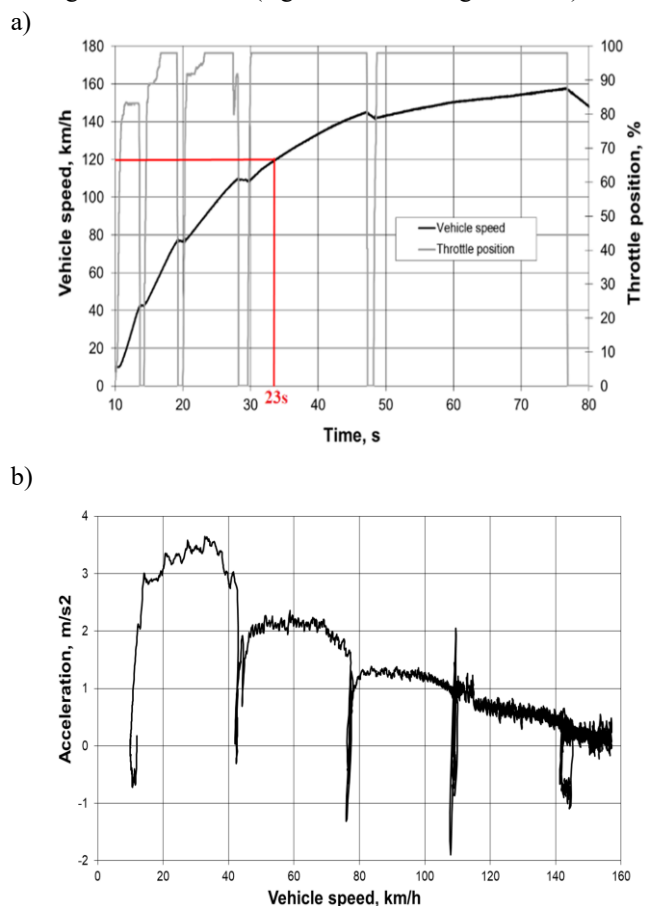 a)
180
160
140
120
100
80
60
40
20
0
Vehicle speed, km/h
100
90
80
70
60
50
40
30
20
10
0
Throttle position, %
Vehicle speed
Throttle position
10 20 30 40 50 60 70 80
23s
Time, s
b)
4
3
2
1
0
-1
-2
Acceleration, m/s2
0 20 40 60 80 100 120 140 160
Vehicle speed, km/h